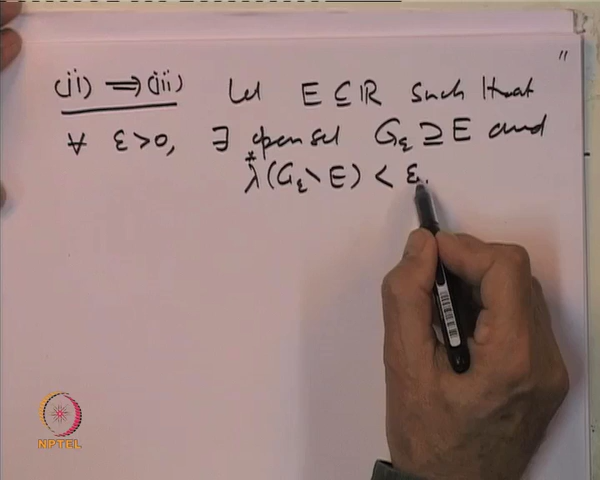 (ii) ⟹ (iii) Let E ⊆ ℝ such that
∀ ε>0, ∃ open set G_ε ⊇ E and
λ*(G_ε \ E) < ε.
"
NPTEL